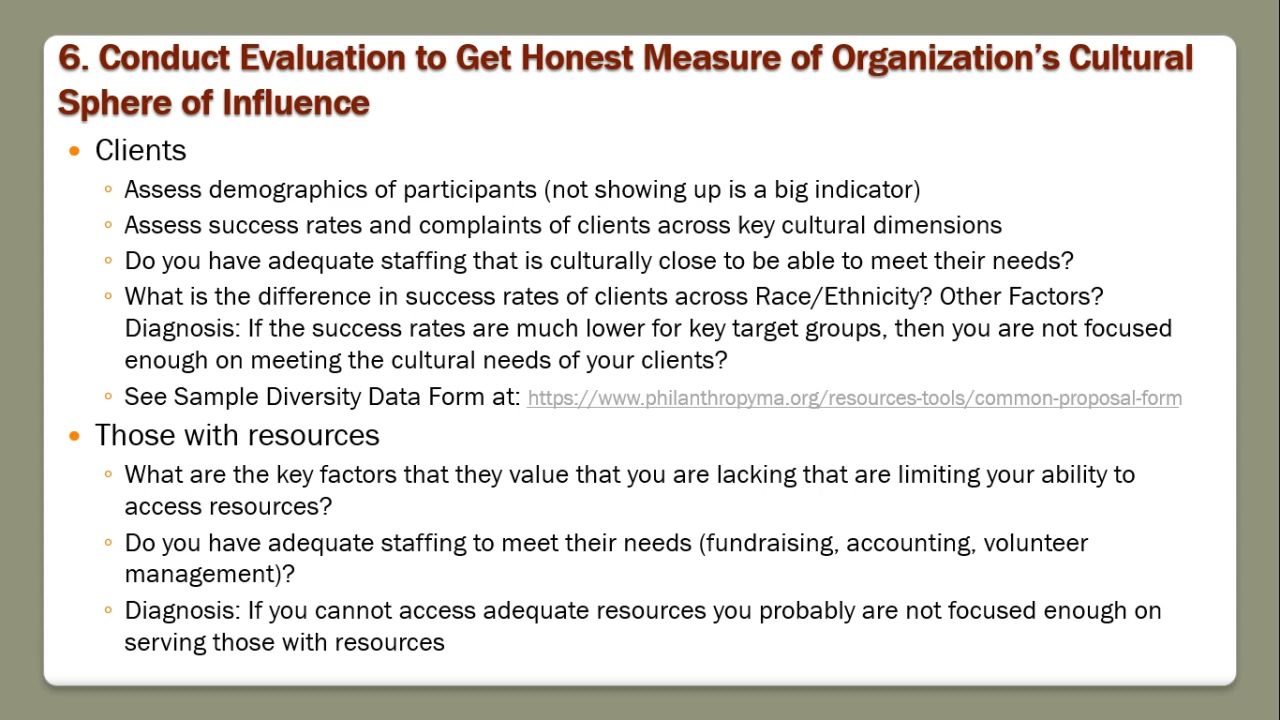 6. Conduct Evaluation to Get Honest Measure of Organization’s Cultural
Sphere of Influence
• Clients
◦ Assess demographics of participants (not showing up is a big indicator)
◦ Assess success rates and complaints of clients across key cultural dimensions
◦ Do you have adequate staffing that is culturally close to be able to meet their needs?
◦ What is the difference in success rates of clients across Race/Ethnicity? Other Factors?
Diagnosis: If the success rates are much lower for key target groups, then you are not focused
enough on meeting the cultural needs of your clients?
◦ See Sample Diversity Data Form at: https://www.philanthropyma.org/resources-tools/common-proposal-form
• Those with resources
◦ What are the key factors that they value that you are lacking that are limiting your ability to
access resources?
◦ Do you have adequate staffing to meet their needs (fundraising, accounting, volunteer
management)?
◦ Diagnosis: If you cannot access adequate resources you probably are not focused enough on
serving those with resources